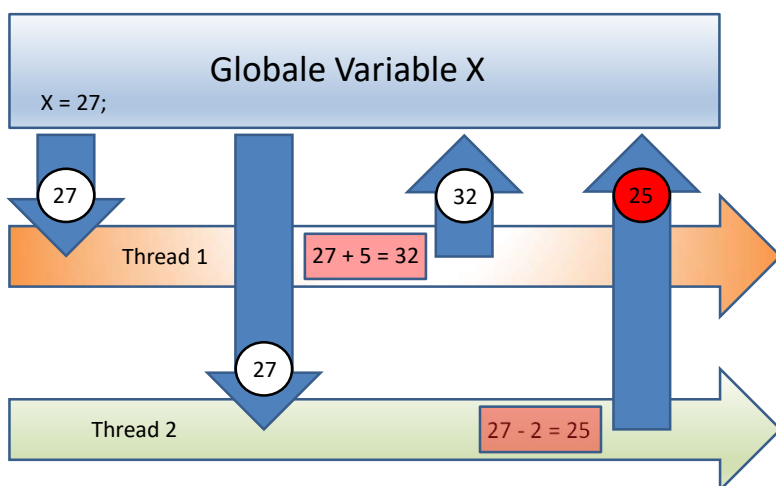 Globale Variable X
X = 27;
27
32
25
Thread 1
27 + 5 = 32
27
Thread 2
27 - 2 = 25